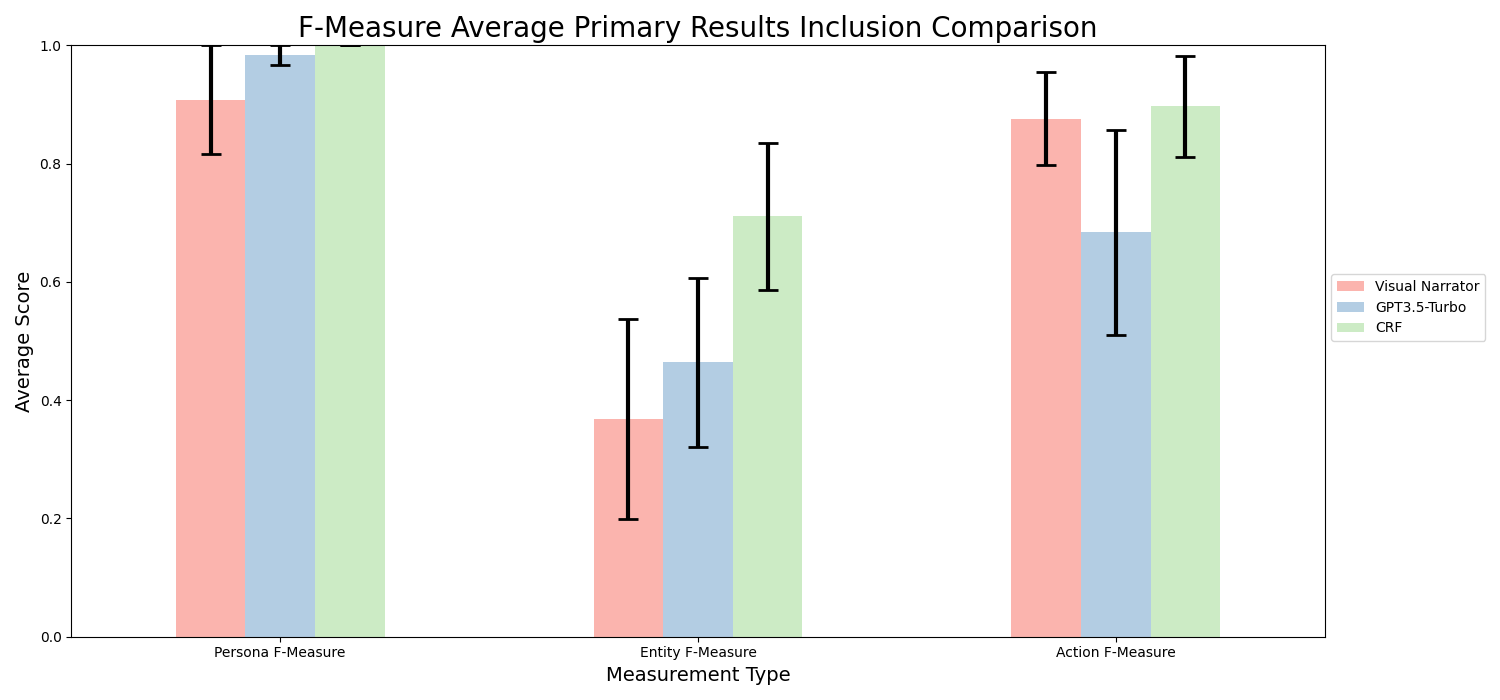 F-Measure Average Primary Results Inclusion Comparison
Average Score
1.0
0.8
0.6
0.4
0.2
0.0
Persona F-Measure
Entity F-Measure
Action F-Measure
Measurement Type
Visual Narrator
GPT3.5-Turbo
CRF